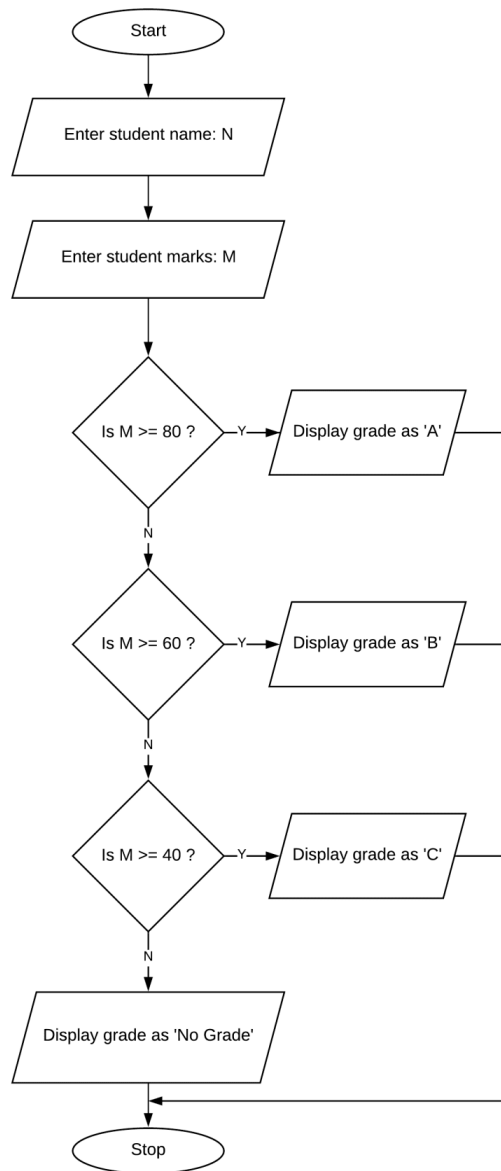 Start
Enter student name: N
Enter student marks: M
Is M >= 80 ?
Y
Display grade as 'A'
N
Is M >= 60 ?
Y
Display grade as 'B'
N
Is M >= 40 ?
Y
Display grade as 'C'
N
Display grade as 'No Grade'
Stop